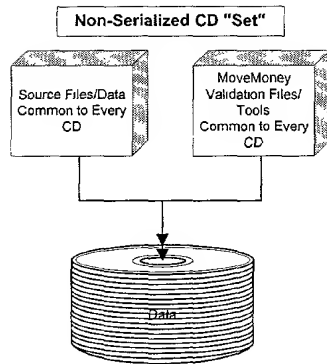 Non-Serialized CD "Set"
Source Files/Data
Common to Every
CD
MoveMoney
Validation Files/
Tools
Common to Every
CD
Data